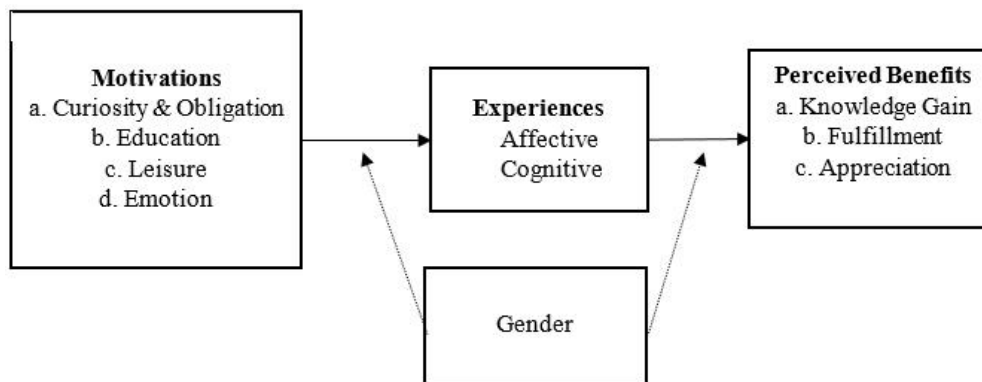 Motivations
a. Curiosity & Obligation
b. Education
c. Leisure
d. Emotion
Experiences
Affective
Cognitive
Perceived Benefits
a. Knowledge Gain
b. Fulfillment
c. Appreciation
Gender